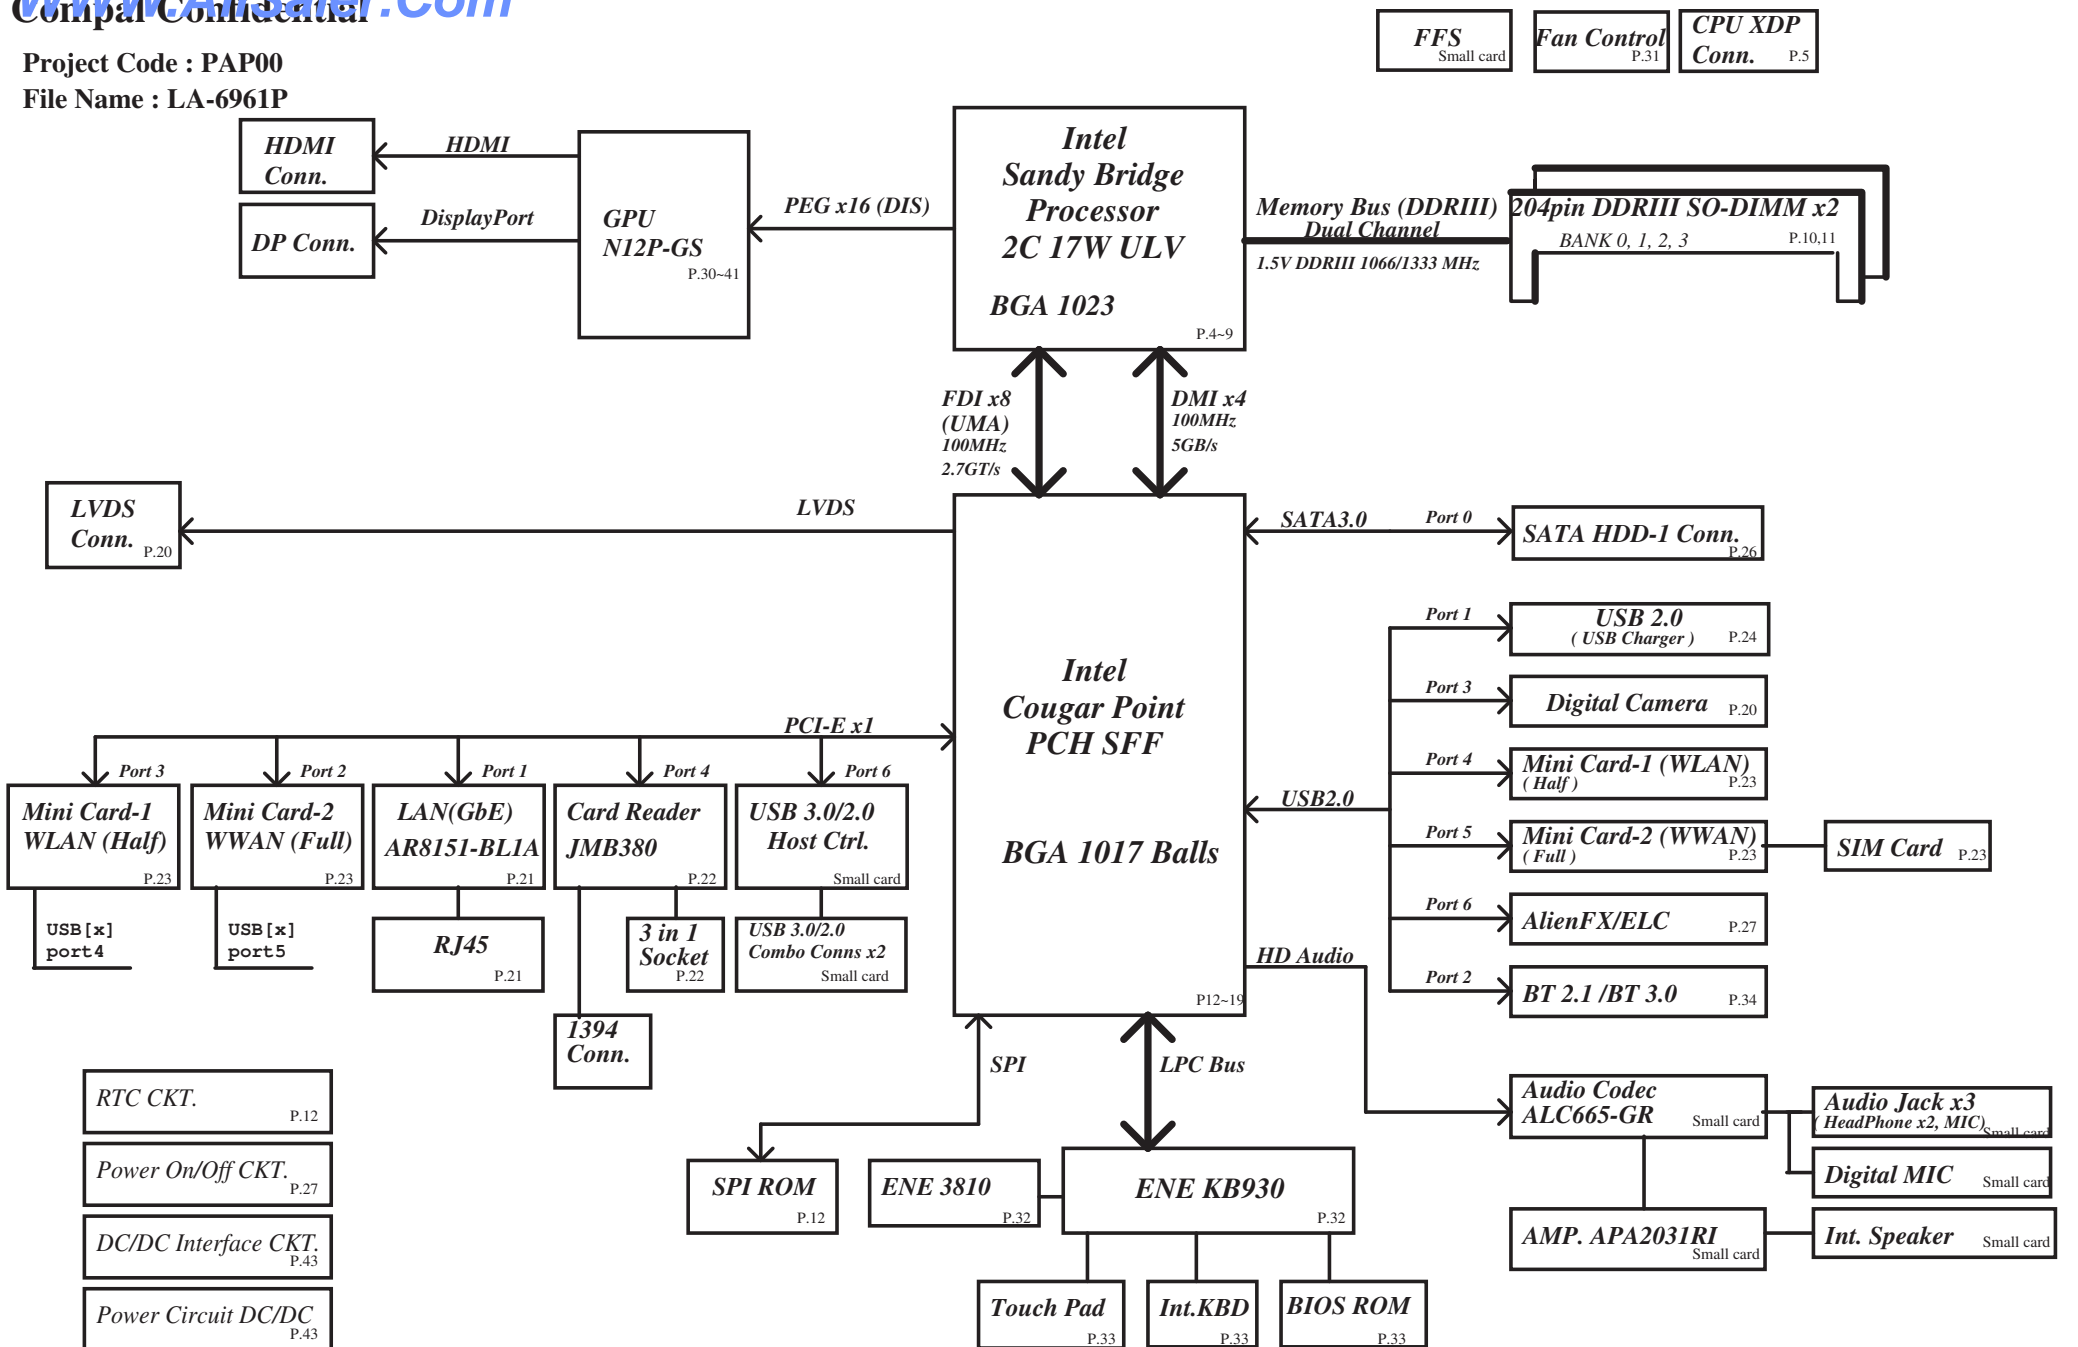 Compal Confidential
www.AliSaler.Com
Project Code : PAP00
File Name : LA-6961P
FFS
Small card
Fan Control
P.31
CPU XDP
Conn.
P.5
HDMI
Conn.
HDMI
DP Conn.
DisplayPort
GPU
N12P-GS
P.30~41
PEG x16 (DIS)
Intel
Sandy Bridge
Processor
2C 17W ULV
BGA 1023
P.4~9
Memory Bus (DDRIII)
Dual Channel
1.5V DDRIII 1066/1333 MHz
204pin DDRIII SO-DIMM x2
BANK 0, 1, 2, 3
P.10,11
FDI x8
(UMA)
100MHz
2.7GT/s
DMI x4
100MHz
5GB/s
LVDS
Conn.
P.20
LVDS
Intel
Cougar Point
PCH SFF
BGA 1017 Balls
P12~19
SATA3.0
Port 0
SATA HDD-1 Conn.
P.26
USB2.0
Port 1
USB 2.0
( USB Charger )
P.24
Port 3
Digital Camera
P.20
Port 4
Mini Card-1 (WLAN)
( Half )
P.23
Port 5
Mini Card-2 (WWAN)
( Full )
P.23
SIM Card
P.23
Port 6
AlienFX/ELC
P.27
Port 2
BT 2.1 /BT 3.0
P.34
PCI-E x1
Port 3
Mini Card-1
WLAN (Half)
P.23
USB[x]
port4
Port 2
Mini Card-2
WWAN (Full)
P.23
USB[x]
port5
Port 1
LAN(GbE)
AR8151-BL1A
P.21
RJ45
P.21
Port 4
Card Reader
JMB380
P.22
3 in 1
Socket
P.22
1394
Conn.
Port 6
USB 3.0/2.0
Host Ctrl.
Small card
USB 3.0/2.0
Combo Conns x2
Small card
HD Audio
Audio Codec
ALC665-GR
Small card
Audio Jack x3
( HeadPhone x2, MIC)
Small card
Digital MIC
Small card
AMP. APA2031RI
Small card
Int. Speaker
Small card
SPI
SPI ROM
P.12
LPC Bus
ENE 3810
P.32
ENE KB930
P.32
Touch Pad
P.33
Int.KBD
P.33
BIOS ROM
P.33
RTC CKT.
P.12
Power On/Off CKT.
P.27
DC/DC Interface CKT.
P.43
Power Circuit DC/DC
P.43